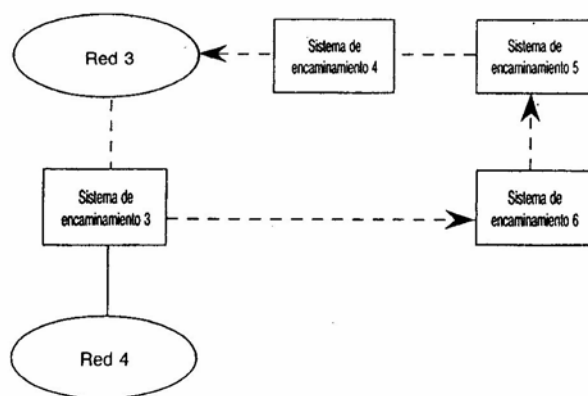 Red 3
Sistema de
encaminamiento 4
Sistema de
encaminamiento 5
Sistema de
encaminamiento 3
Sistema de
encaminamiento 6
Red 4